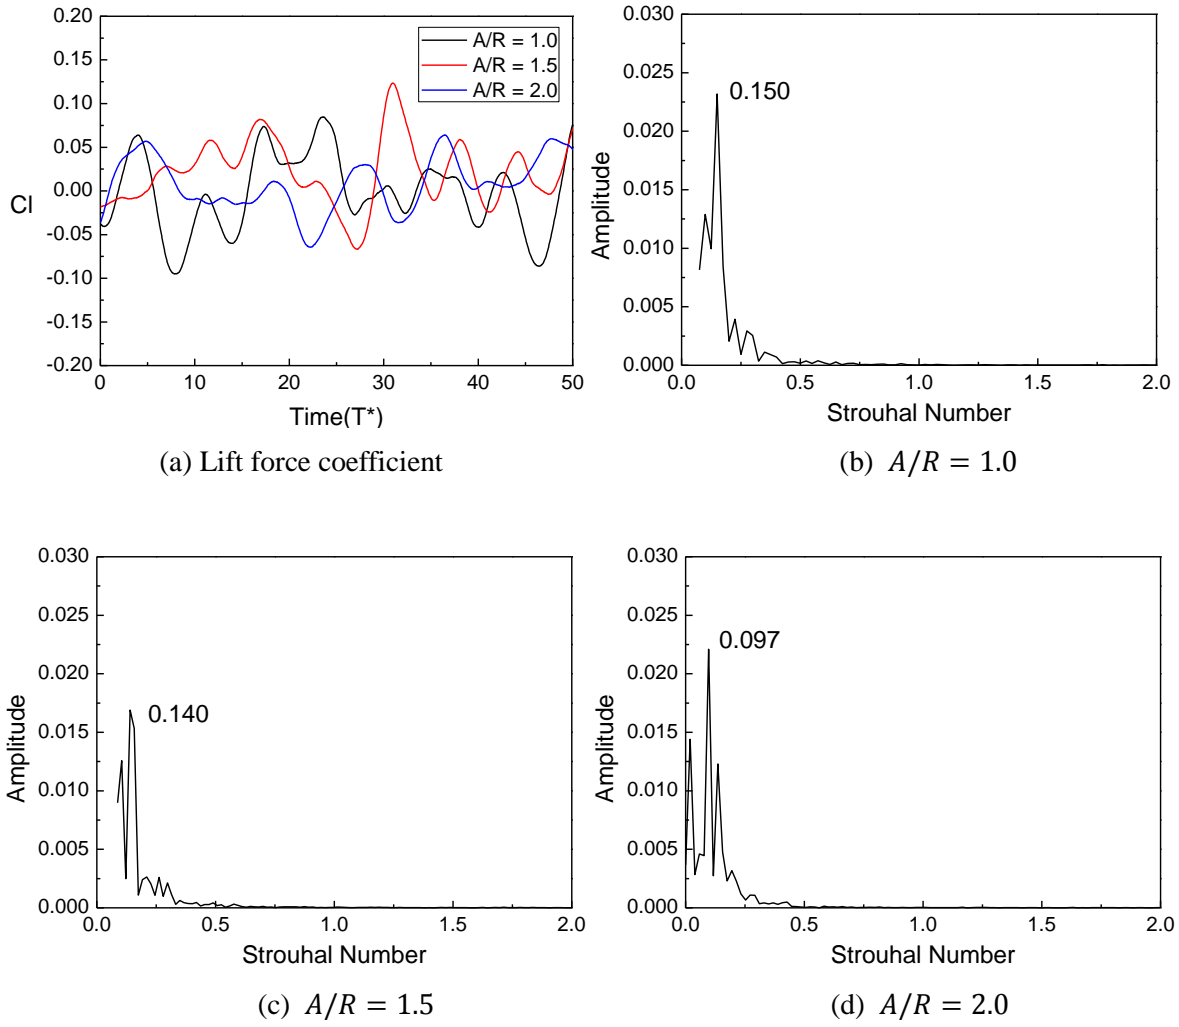 0.20
0.15
0.10
0.05
0.00
-0.05
-0.10
-0.15
-0.20
Cl
A/R = 1.0
A/R = 1.5
A/R = 2.0
0 10 20 30 40 50
Time(T*)
(a) Lift force coefficient
0.030
0.025
0.020
0.015
0.010
0.005
0.000
Amplitude
0.150
0.0 0.5 1.0 1.5 2.0
Strouhal Number
(b) A/R = 1.0
0.030
0.025
0.020
0.015
0.010
0.005
0.000
Amplitude
0.140
0.0 0.5 1.0 1.5 2.0
Strouhal Number
(c) A/R = 1.5
0.030
0.025
0.020
0.015
0.010
0.005
0.000
Amplitude
0.097
0.0 0.5 1.0 1.5 2.0
Strouhal Number
(d) A/R = 2.0